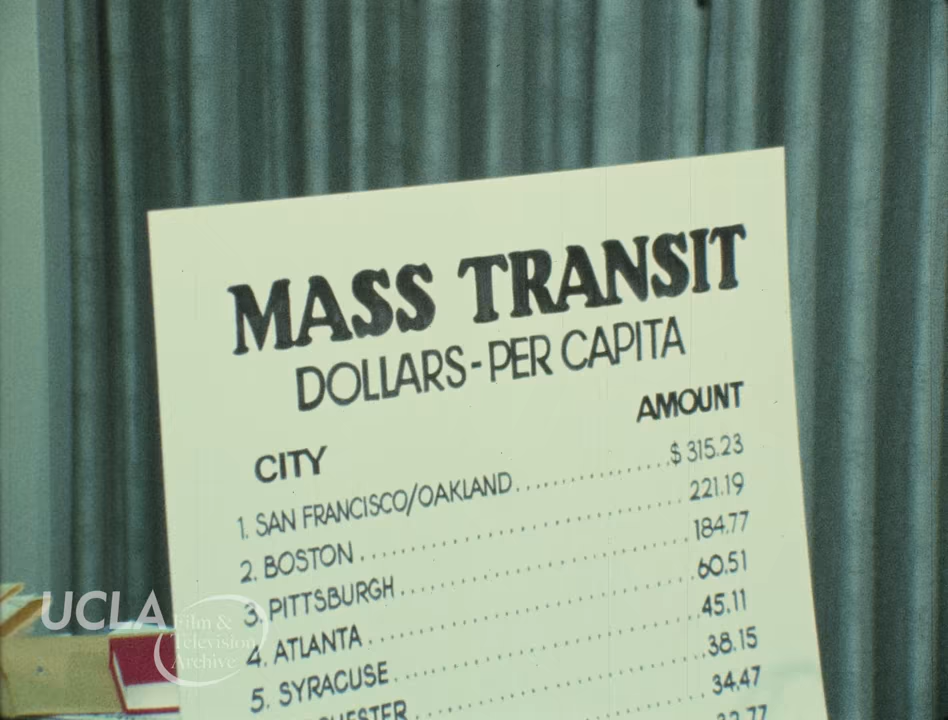 MASS TRANSIT
DOLLARS-PER CAPITA
CITY AMOUNT
1. SAN FRANCISCO/OAKLAND ................ $315.23
2. BOSTON ................ 221.19
3. PITTSBURGH ................ 184.77
4. ATLANTA ................ 60.51
5. SYRACUSE ................ 45.11
................ 38.15
34.47
UCLA Film &
Television
Archive